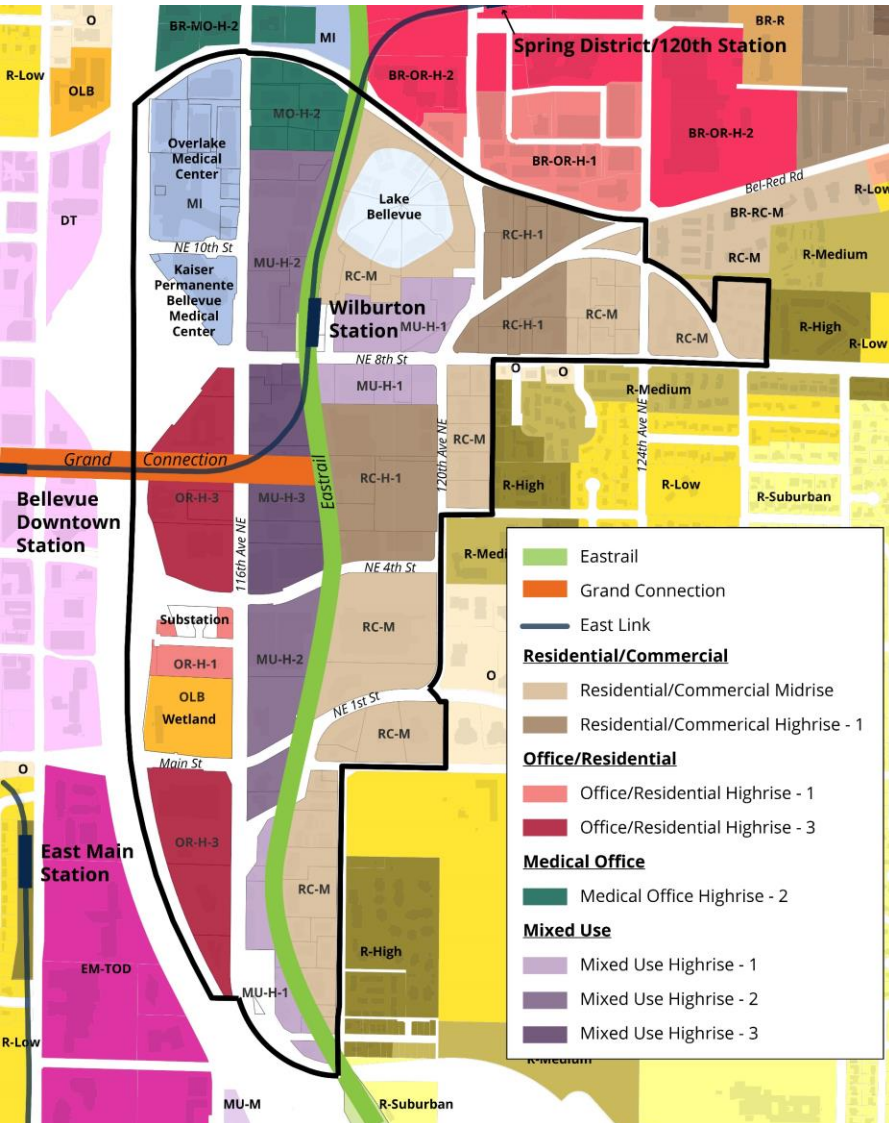 O
BR-MO-H-2
MI
BR-R
Spring District/120th Station
R-Low
OLB
BR-OR-H-2
MO-H-2
BR-OR-H-2
Overlake
Medical
Center
MI
BR-OR-H-1
Bel-Red Rd
R-Low
Lake
Bellevue
DT
BR-RC-M
RC-H-1
NE 10th St
RC-M
R-Medium
MU-H-2
Kaiser
Permanente
Bellevue
Medical
Center
RC-M
Wilburton
Station
MU-H-1
RC-H-1
RC-M
RC-M
R-High
R-Low
NE 8th St
O
O
MU-H-1
R-Medium
120th Ave NE
RC-M
124th Ave NE
Grand Connection
Eastrail
RC-H-1
R-High
R-Low
R-Suburban
OR-H-3
MU-H-3
Bellevue
Downtown
Station
116th Ave NE
R-Medi
NE 4th St
Substation
RC-M
OR-H-1
MU-H-2
OLB
Wetland
O
NE 1st St
RC-M
Main St
O
OR-H-3
East Main
Station
RC-M
R-High
EM-TOD
MU-H-1
R-Low
R-Medium
MU-M
R-Suburban
Eastrail
Grand Connection
East Link
Residential/Commercial
Residential/Commercial Midrise
Residential/Commerical Highrise - 1
Office/Residential
Office/Residential Highrise - 1
Office/Residential Highrise - 3
Medical Office
Medical Office Highrise - 2
Mixed Use
Mixed Use Highrise - 1
Mixed Use Highrise - 2
Mixed Use Highrise - 3